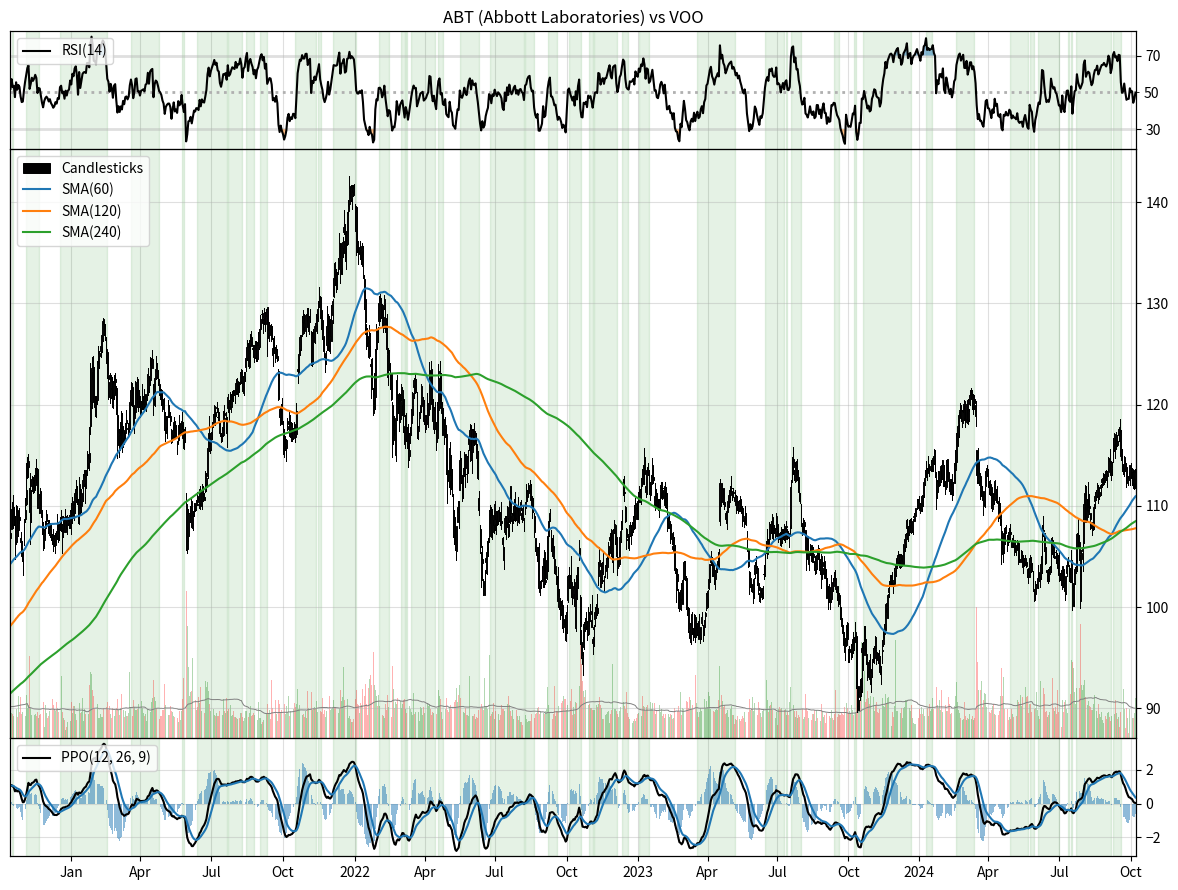 ABT (Abbott Laboratories) vs VOO
RSI(14)
70
50
30
Candlesticks
SMA(60)
SMA(120)
SMA(240)
140
130
120
110
100
90
PPO(12, 26, 9)
2
0
−2
Jan Apr Jul Oct 2022 Apr Jul Oct 2023 Apr Jul Oct 2024 Apr Jul Oct